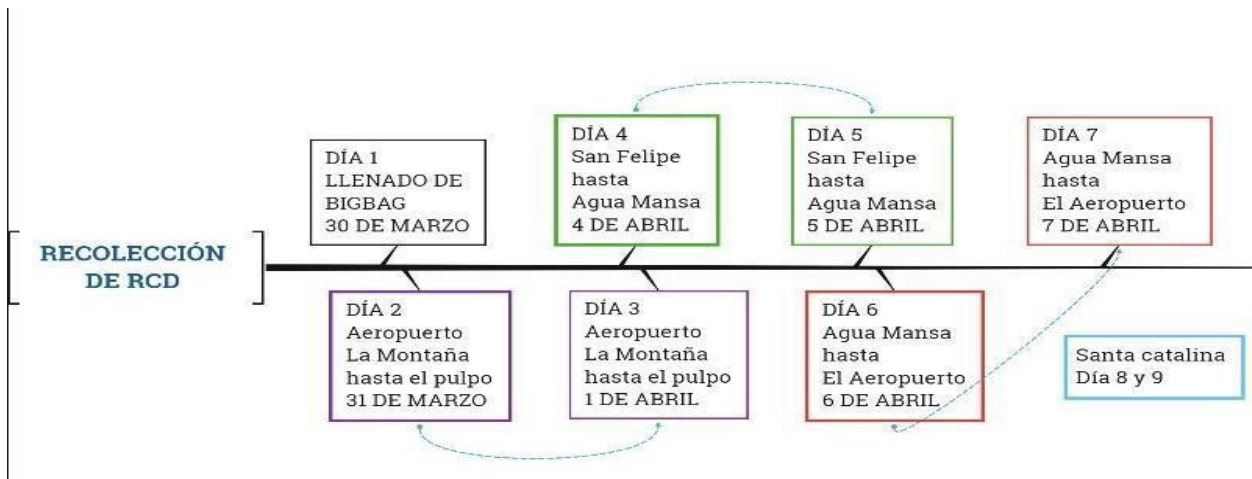 RECOLECCIÓN
DE RCD
DÍA 1
LLENADO DE
BIGBAG
30 DE MARZO
DÍA 2
Aeropuerto
La Montaña
hasta el pulpo
31 DE MARZO
DÍA 3
Aeropuerto
La Montaña
hasta el pulpo
1 DE ABRIL
DÍA 4
San Felipe
hasta
Agua Mansa
4 DE ABRIL
DÍA 5
San Felipe
hasta
Agua Mansa
5 DE ABRIL
DÍA 6
Agua Mansa
hasta
El Aeropuerto
6 DE ABRIL
DÍA 7
Agua Mansa
hasta
El Aeropuerto
7 DE ABRIL
Santa catalina
Día 8 y 9